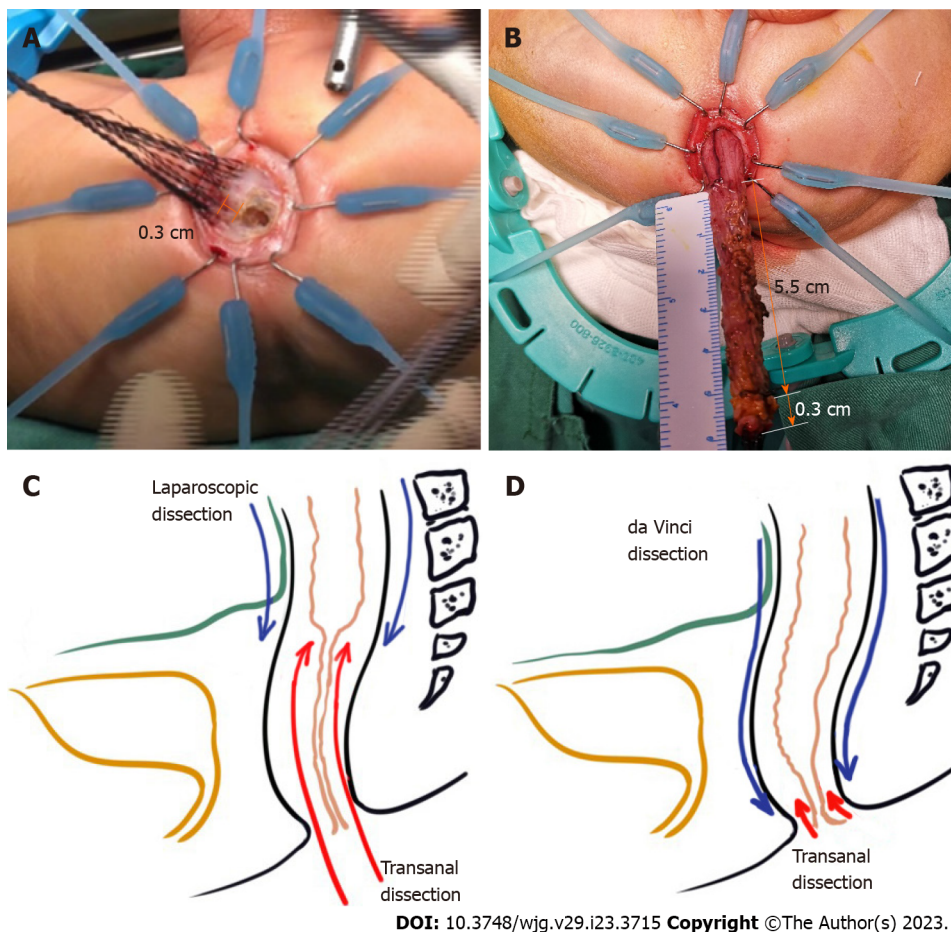 A
0.3 cm
B
5.5 cm
0.3 cm
C
Laparoscopic
dissection
Transanal
dissection
D
da Vinci
dissection
Transanal
dissection
DOI: 10.3748/wjg.v29.i23.3715 Copyright ©The Author(s) 2023.